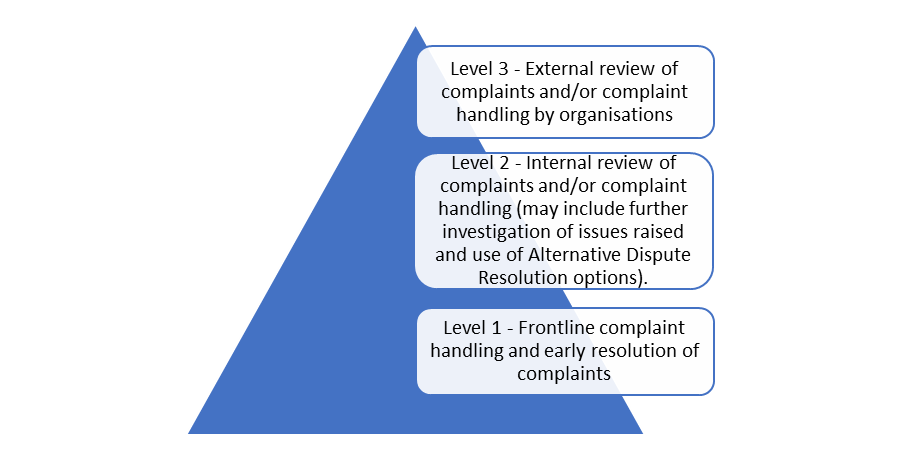 Level 3 - External review of
complaints and/or complaint
handling by organisations
Level 2 - Internal review of
complaints and/or complaint
handling (may include further
investigation of issues raised
and use of Alternative Dispute
Resolution options).
Level 1 - Frontline complaint
handling and early resolution of
complaints